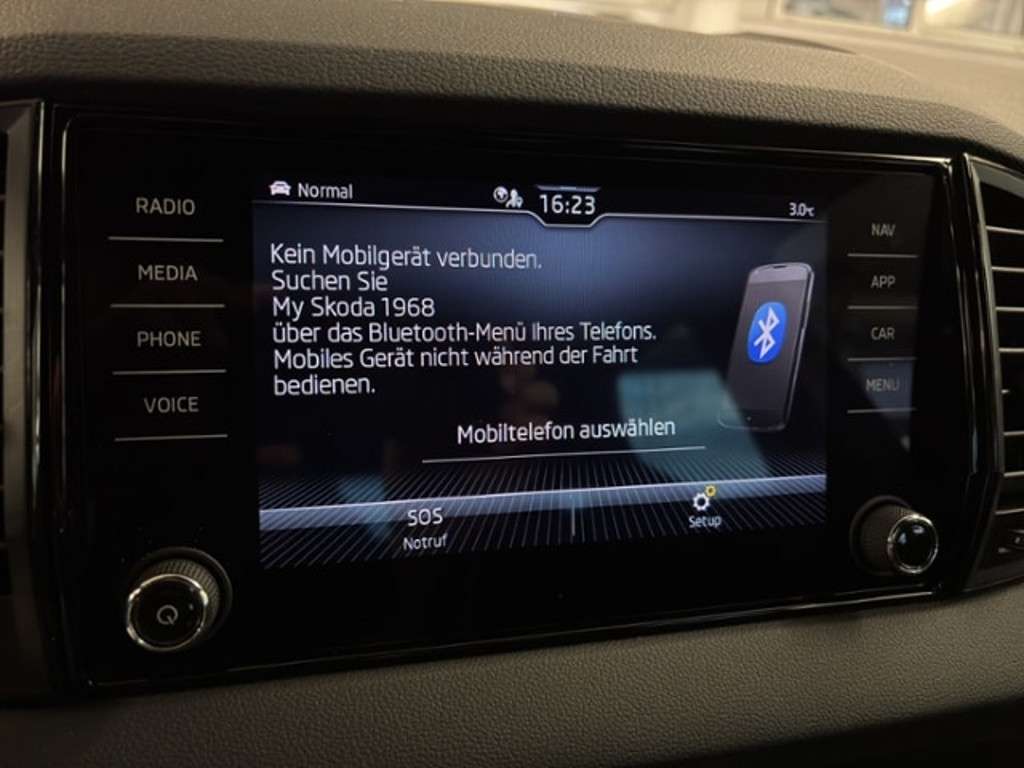 Normal
16:23
3.0°C
RADIO
MEDIA
PHONE
VOICE
Kein Mobilgerät verbunden.
Suchen Sie
My Skoda 1968
über das Bluetooth-Menü Ihres Telefons.
Mobiles Gerät nicht während der Fahrt
bedienen.
Mobiltelefon auswählen
SOS
Notruf
Setup
NAV
APP
CAR
MENU